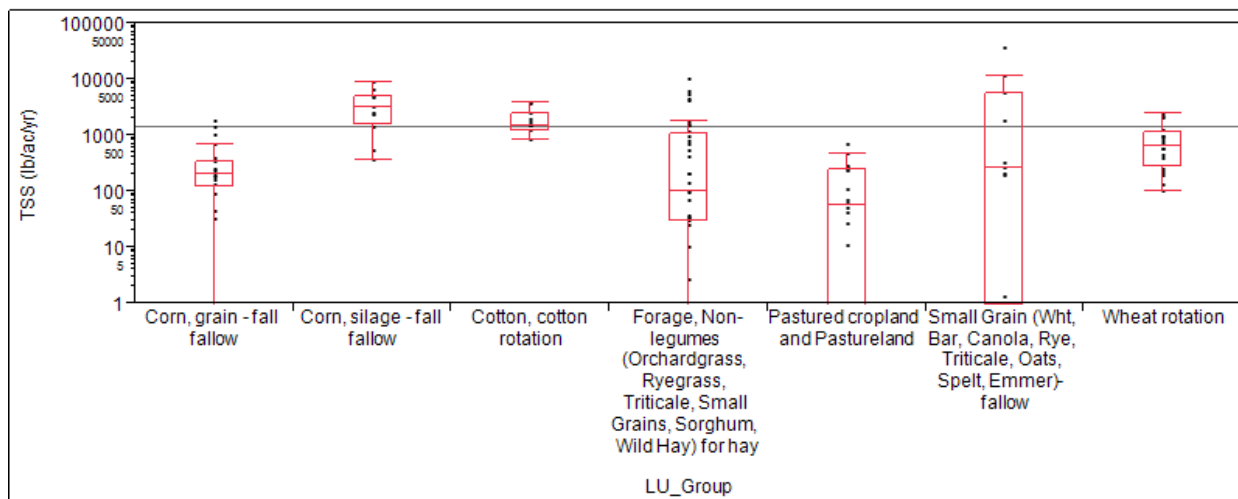 100000
50000
10000
5000
1000
500
100
50
10
5
1
TSS (lb/ac/yr)
Corn, grain - fall
fallow
Corn, silage - fall
fallow
Cotton, cotton
rotation
Forage, Non-
legumes
(Orchardgrass,
Ryegrass,
Triticale, Small
Grains, Sorghum,
Wild Hay) for hay
Pastured cropland
and Pastureland
Small Grain (Wht,
Bar, Canola, Rye,
Triticale, Oats,
Spelt, Emmer)-
fallow
Wheat rotation
LU_Group